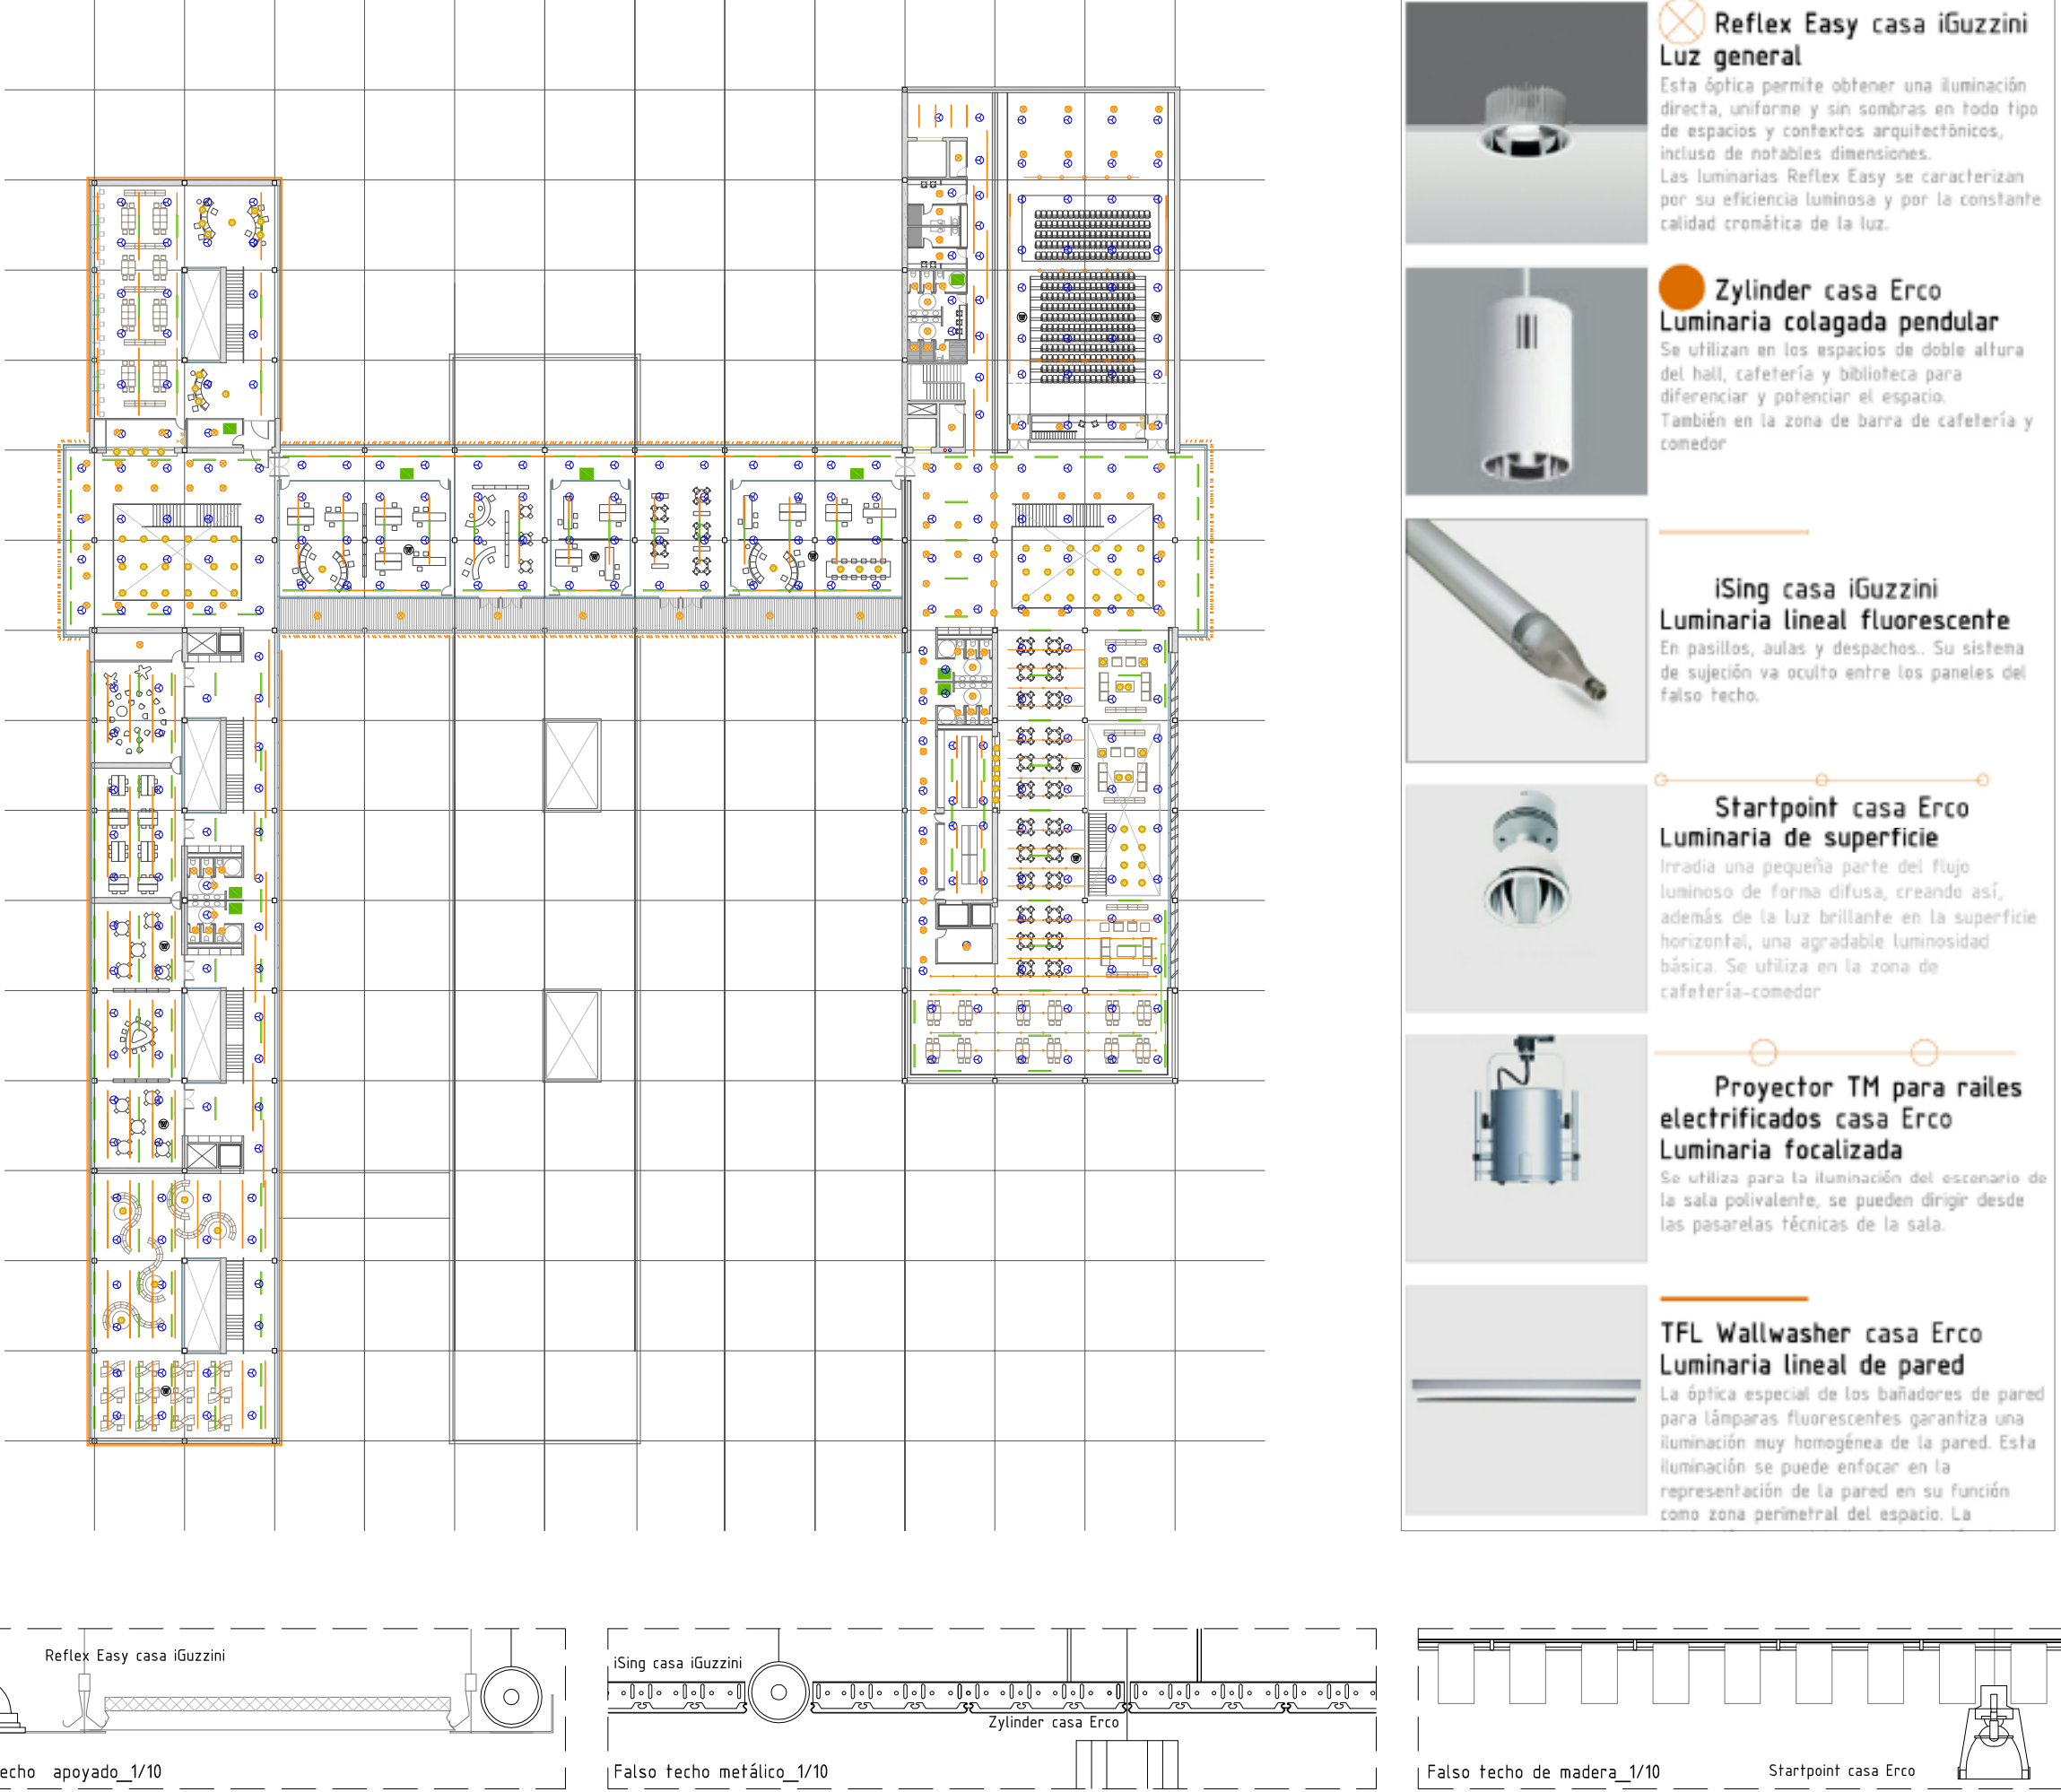 Reflex Easy casa iGuzzini
Luz general
Esta óptica permite obtener una iluminación
directa, uniforme y sin sombras en todo tipo
de espacios y contextos arquitectónicos,
incluso de notables dimensiones.
Las luminarias Reflex Easy se caracterizan
por su eficiencia luminosa y por la constante
calidad cromática de la luz.
Zylinder casa Erco
Luminaria colagada pendular
Se utilizan en los espacios de doble altura
del hall, cafetería y biblioteca para
diferenciar y potenciar el espacio.
También en la zona de barra de cafetería y
comedor
iSing casa iGuzzini
Luminaria lineal fluorescente
En pasillos, aulas y despachos.. Su sistema
de sujeción va oculto entre los paneles del
falso techo.
Startpoint casa Erco
Luminaria de superficie
Irradia una pequeña parte del flujo
luminoso de forma difusa, creando así,
además de la luz brillante en la superficie
horizontal, una agradable luminosidad
básica. Se utiliza en la zona de
cafetería-comedor
Proyector TM para railes
electrificados casa Erco
Luminaria focalizada
Se utiliza para la iluminación del escenario de
la sala polivalente, se pueden dirigir desde
las pasarelas técnicas de la sala.
TFL Wallwasher casa Erco
Luminaria lineal de pared
La óptica especial de los bañadores de pared
para lámparas fluorescentes garantiza una
iluminación muy homogénea de la pared. Esta
iluminación se puede enfocar en la
representación de la pared en su función
como zona perimetral del espacio. La
Reflex Easy casa iGuzzini
echo apoyado_1/10
iSing casa iGuzzini
Zylinder casa Erco
Falso techo metálico_1/10
Falso techo de madera_1/10
Startpoint casa Erco